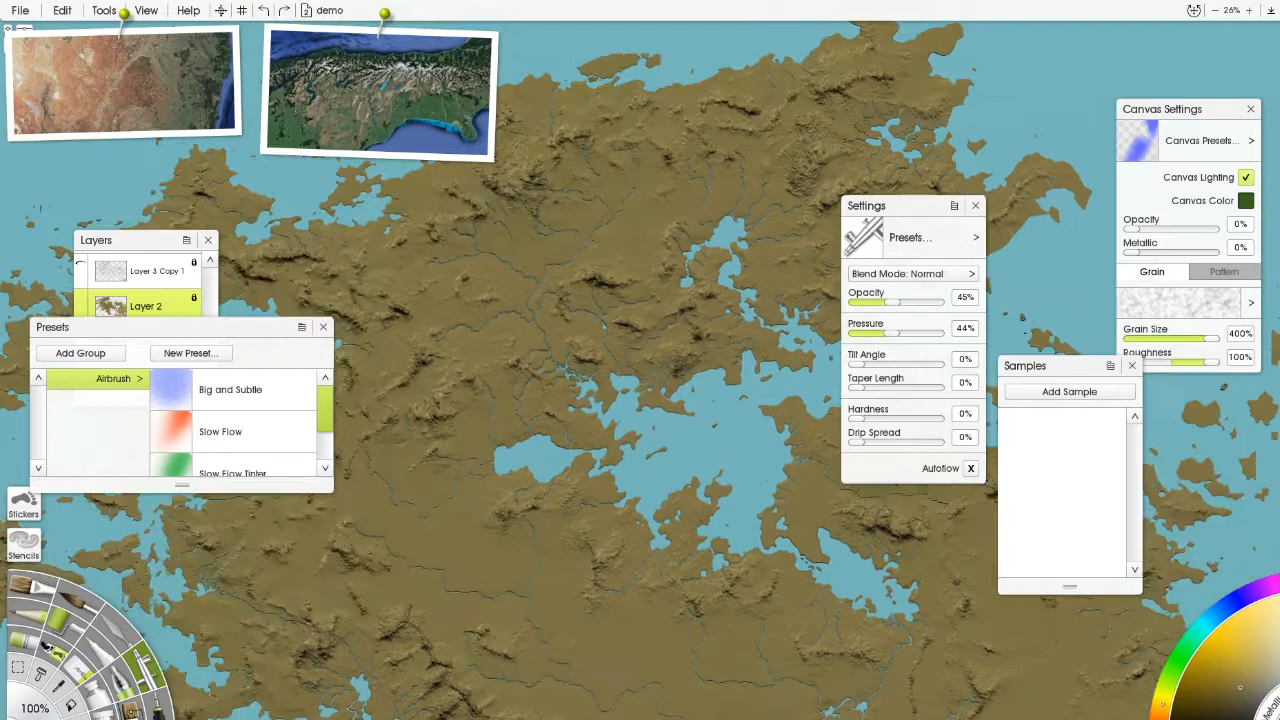 File Edit Tools View Help demo
26%
Canvas Settings
Canvas Presets...
Canvas Lighting
Canvas Color
Opacity
0%
Metallic
0%
Grain Pattern
Grain Size
400%
Roughness
100%
Settings
Presets...
Blend Mode: Normal
Opacity
45%
Pressure
44%
Tilt Angle
0%
Taper Length
0%
Hardness
0%
Drip Spread
0%
Autoflow X
Layers
Layer 3 Copy 1
Layer 2
Presets
Add Group New Preset...
Airbrush >
Big and Subtle
Slow Flow
Slow Flow Tinter
Samples
Add Sample
Stickers
Stencils
100%